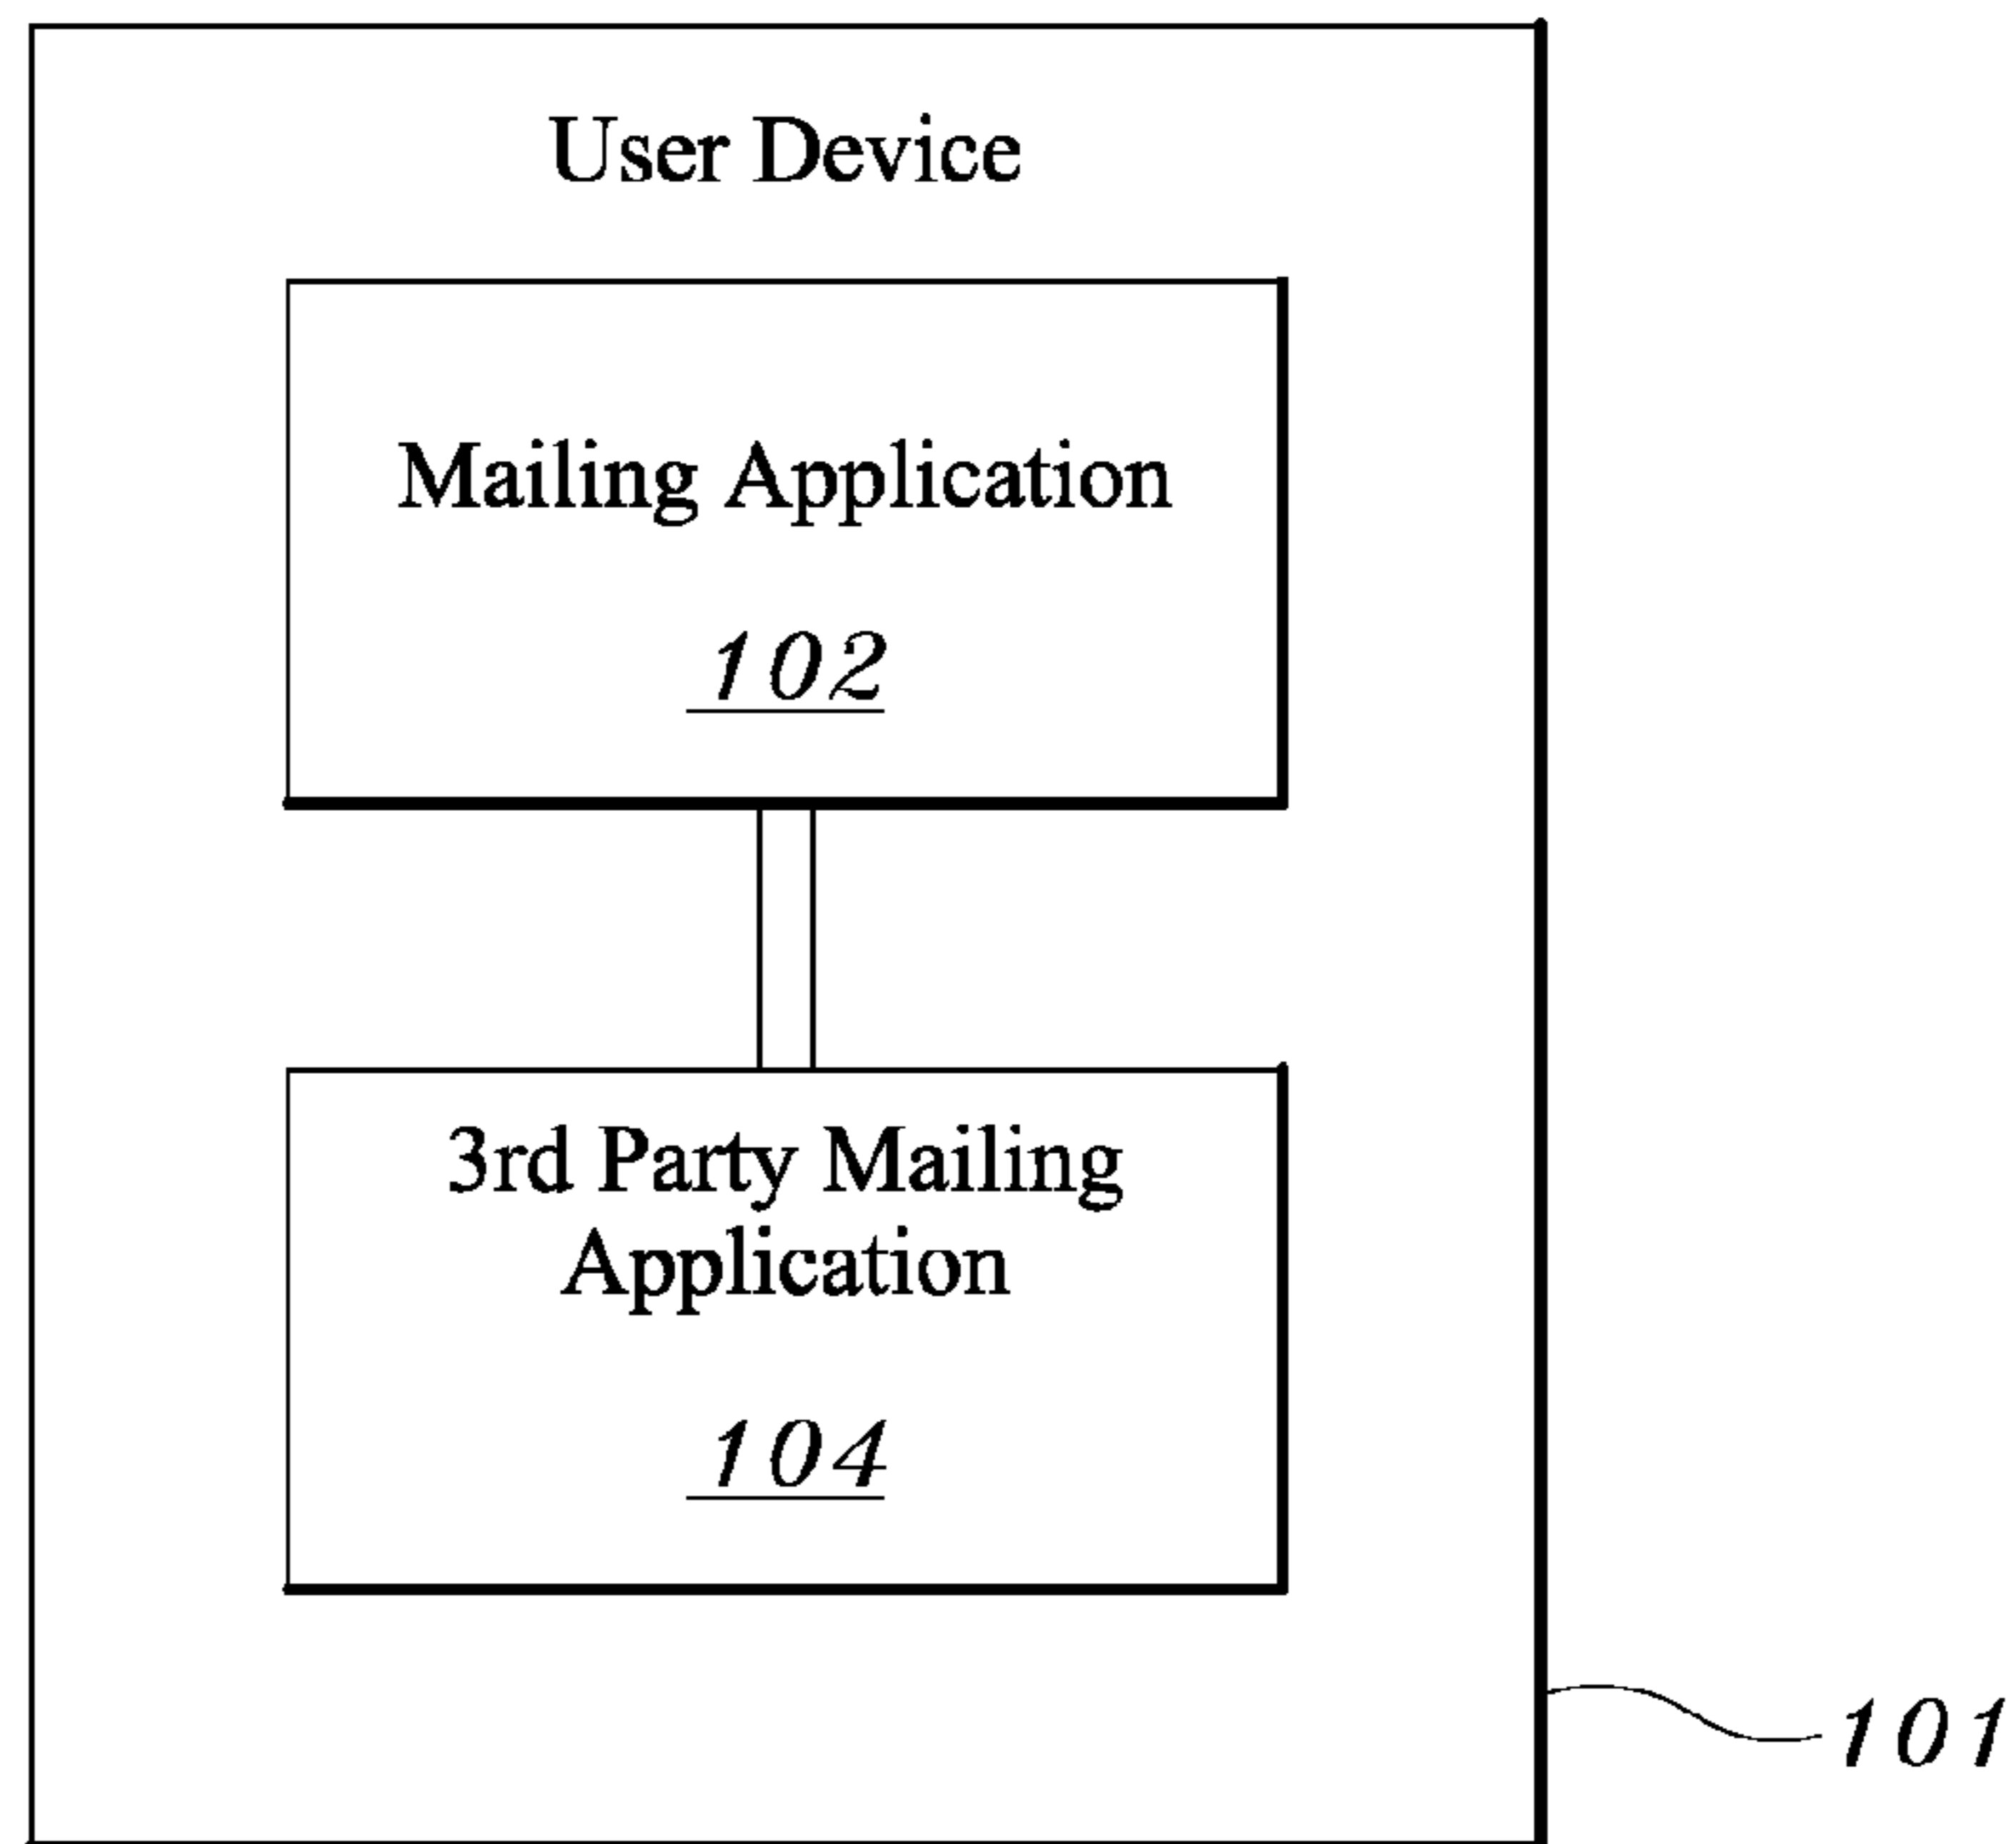 User Device
Mailing Application
102
3rd Party Mailing
Application
104
101